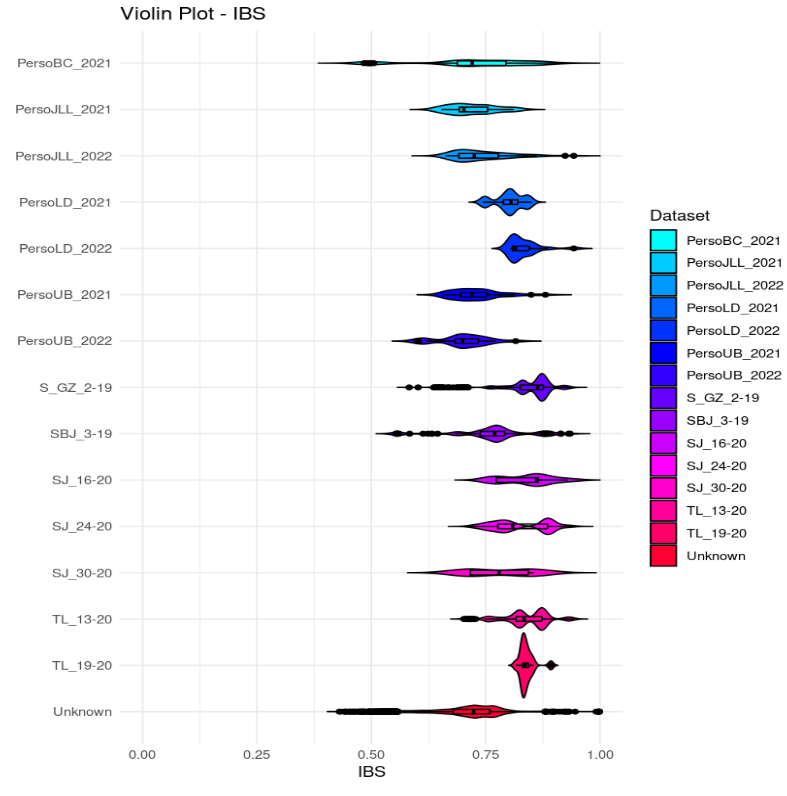 Violin Plot - IBS
PersoBC_2021
PersoJLL_2021
PersoJLL_2022
PersoLD_2021
PersoLD_2022
PersoUB_2021
PersoUB_2022
S_GZ_2-19
SBJ_3-19
SJ_16-20
SJ_24-20
SJ_30-20
TL_13-20
TL_19-20
Unknown
0.00 0.25 0.50 0.75 1.00
IBS
Dataset
PersoBC_2021
PersoJLL_2021
PersoJLL_2022
PersoLD_2021
PersoLD_2022
PersoUB_2021
PersoUB_2022
S_GZ_2-19
SBJ_3-19
SJ_16-20
SJ_24-20
SJ_30-20
TL_13-20
TL_19-20
Unknown